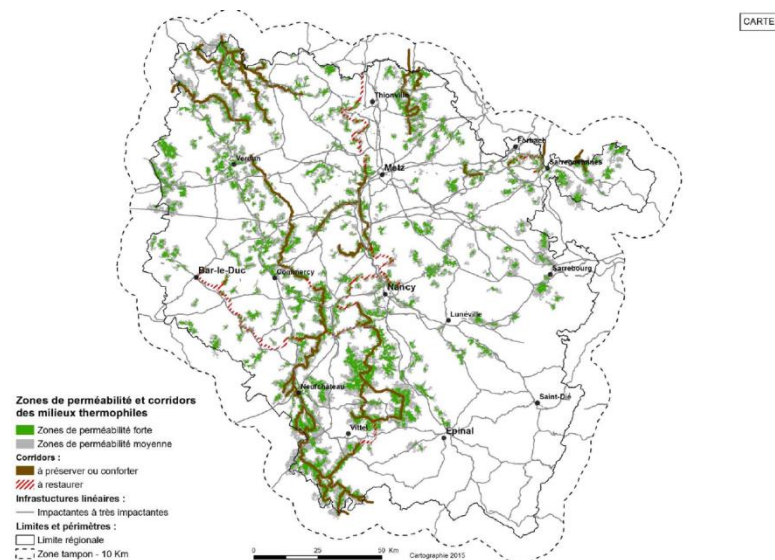 CARTE
Thionville
Forbach
Sarreguemines
Verdun
Metz
Bar-le-Duc
Commercy
Nancy
Sarrebourg
Lunéville
Neufchâteau
Saint-Dié
Vittel
Epinal
Zones de perméabilité et corridors
des milieux thermophiles
Zones de perméabilité forte
Zones de perméabilité moyenne
Corridors :
à préserver ou conforter
à restaurer
Infrastuctures linéaires :
Impactantes à très impactantes
Limites et périmètres :
Limite régionale
Zone tampon - 10 Km
0 25 50 Km
Cartographie 2015